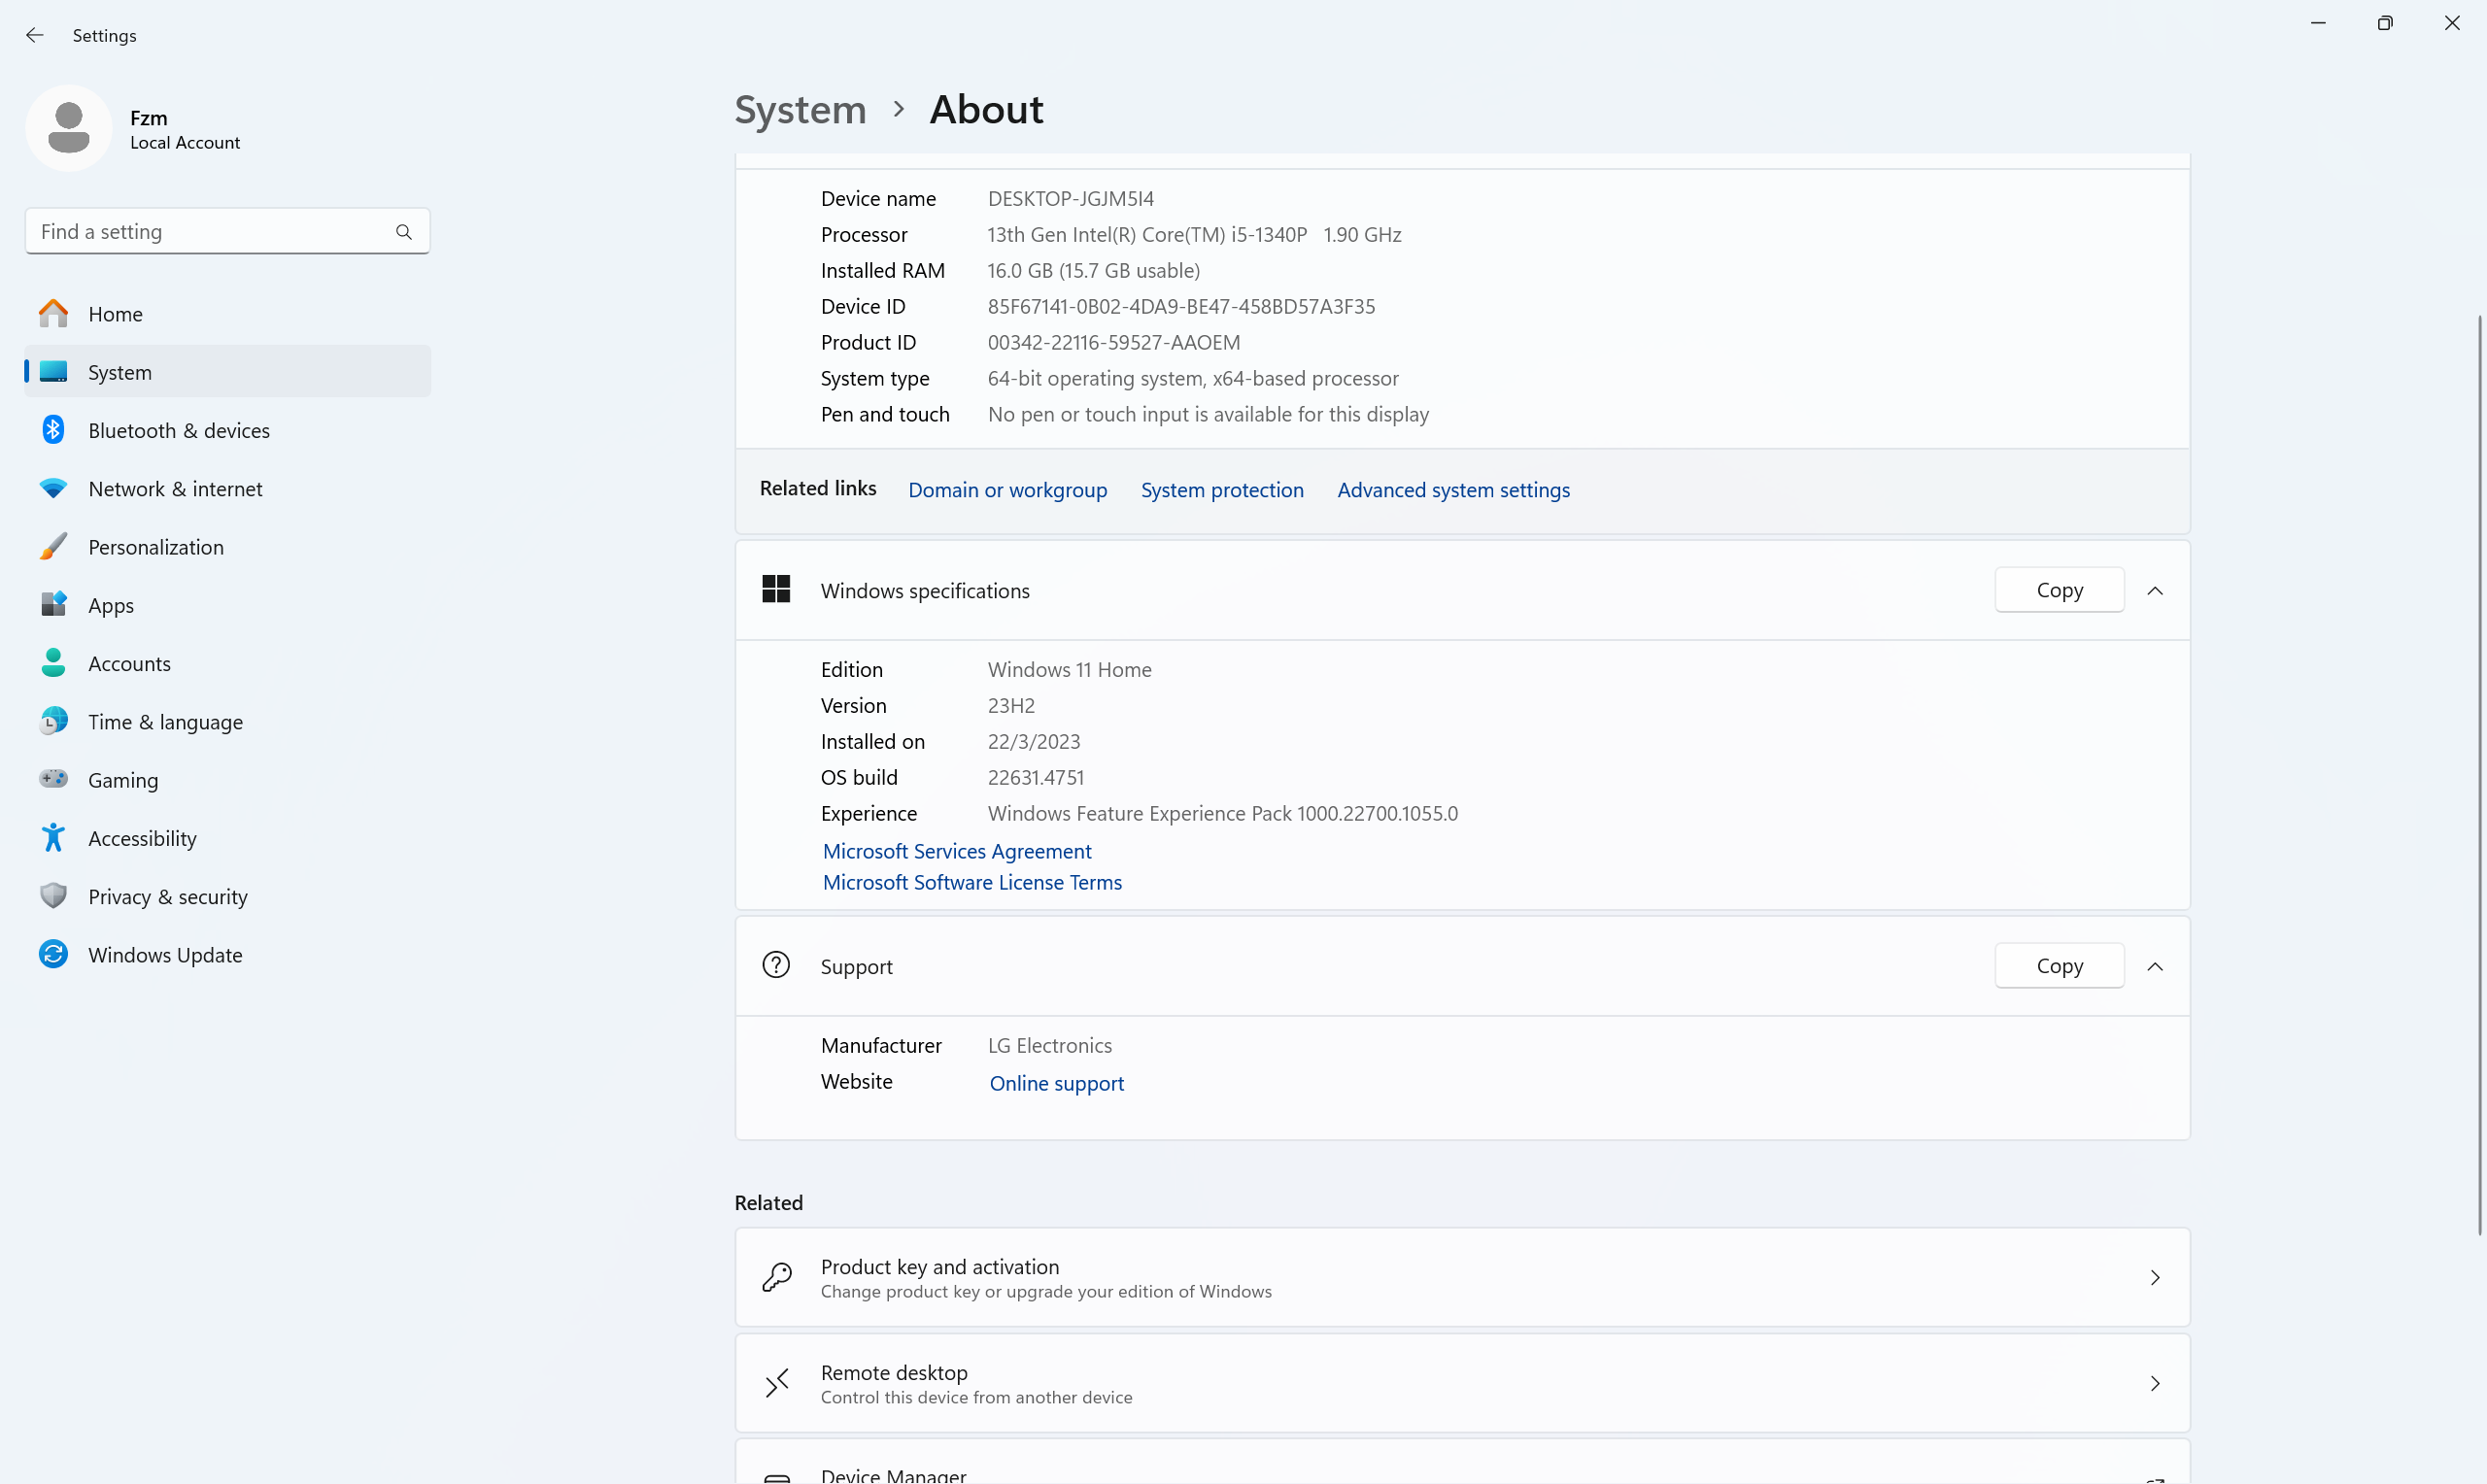 Settings
Fzm
Local Account
Find a setting
Home
System
Bluetooth & devices
Network & internet
Personalization
Apps
Accounts
Time & language
Gaming
Accessibility
Privacy & security
Windows Update
System > About
Device name DESKTOP-JGJM5I4
Processor 13th Gen Intel(R) Core(TM) i5-1340P 1.90 GHz
Installed RAM 16.0 GB (15.7 GB usable)
Device ID 85F67141-0B02-4DA9-BE47-458BD57A3F35
Product ID 00342-22116-59527-AAOEM
System type 64-bit operating system, x64-based processor
Pen and touch No pen or touch input is available for this display
Related links Domain or workgroup System protection Advanced system settings
Windows specifications Copy
Edition Windows 11 Home
Version 23H2
Installed on 22/3/2023
OS build 22631.4751
Experience Windows Feature Experience Pack 1000.22700.1055.0
Microsoft Services Agreement
Microsoft Software License Terms
Support Copy
Manufacturer LG Electronics
Website Online support
Related
Product key and activation
Change product key or upgrade your edition of Windows
Remote desktop
Control this device from another device
Device Manager